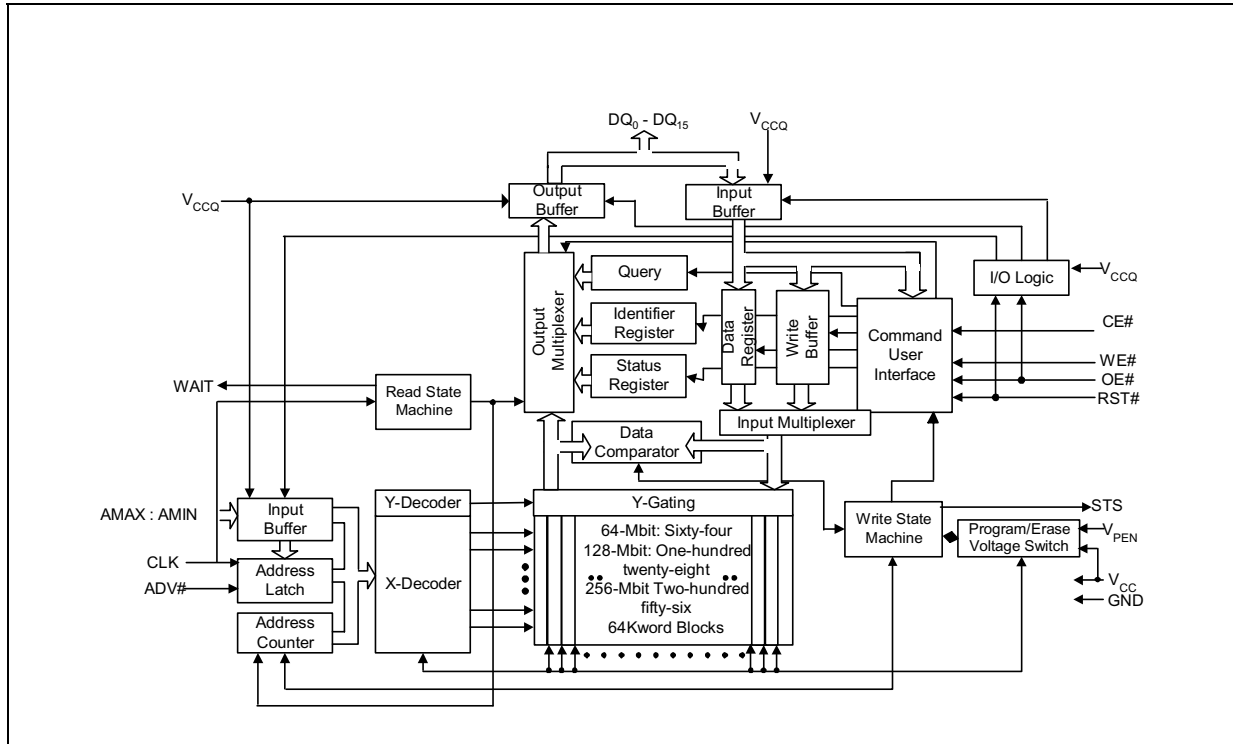 DQ0 - DQ15
VCCQ
VCCQ
Output
Buffer
Input
Buffer
Output
Multiplexer
Query
Identifier
Register
Status
Register
Data
Register
Write
Buffer
Command
User
Interface
I/O Logic
VCCQ
CE#
WE#
OE#
RST#
WAIT
Read State
Machine
Input Multiplexer
Data
Comparator
AMAX : AMIN
Input
Buffer
CLK
Address
Latch
ADV#
Address
Counter
Y-Decoder
X-Decoder
Y-Gating
64-Mbit: Sixty-four
128-Mbit: One-hundred
twenty-eight
256-Mbit Two-hundred
fifty-six
64Kword Blocks
Write State
Machine
STS
Program/Erase
Voltage Switch
VPEN
VCC
GND